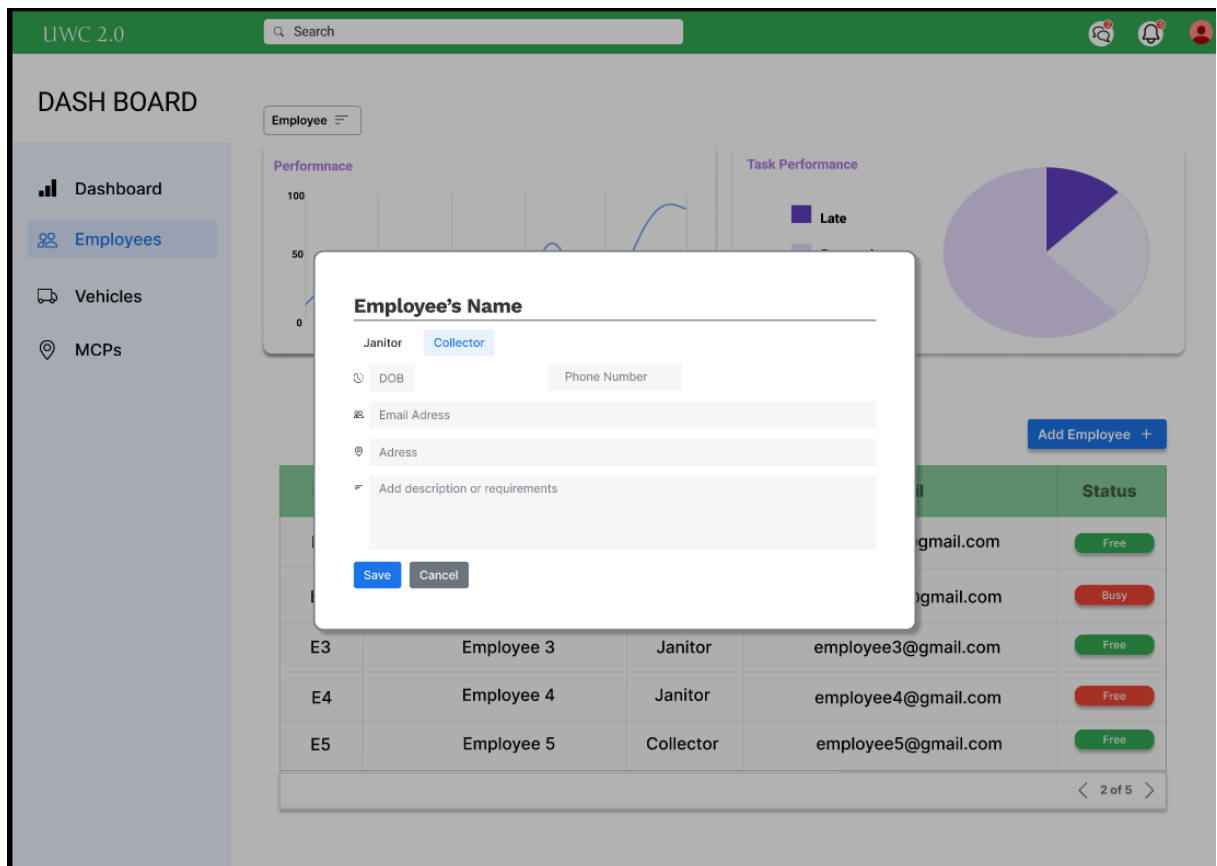 UWC 2.0
Search
DASH BOARD
Employee
Dashboard
Employees
Vehicles
MCPs
Performnace
100
50
0
Task Performance
Late
Employee's Name
Janitor Collector
DOB Phone Number
Email Adress
Adress
Add description or requirements
Save Cancel
Add Employee +
Status
gmail.com Free
@gmail.com Busy
E3 Employee 3 Janitor employee3@gmail.com Free
E4 Employee 4 Janitor employee4@gmail.com Free
E5 Employee 5 Collector employee5@gmail.com Free
2 of 5